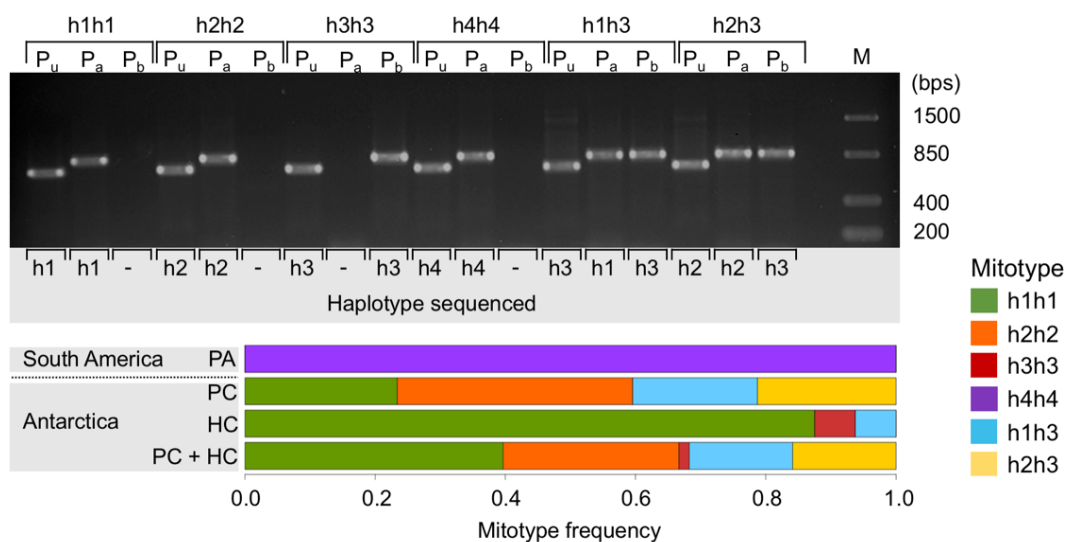 h1h1 h2h2 h3h3 h4h4 h1h3 h2h3
Pu Pa Pb Pu Pa Pb Pu Pa Pb Pu Pa Pb Pu Pa Pb Pu Pa Pb M
(bps)
1500
850
400
200
h1 h1 - h2 h2 - h3 - h3 h4 h4 - h3 h1 h3 h2 h2 h3
Haplotype sequenced
Mitotype
h1h1
h2h2
h3h3
h4h4
h1h3
h2h3
South America PA
Antarctica
PC
HC
PC + HC
0.0 0.2 0.4 0.6 0.8 1.0
Mitotype frequency